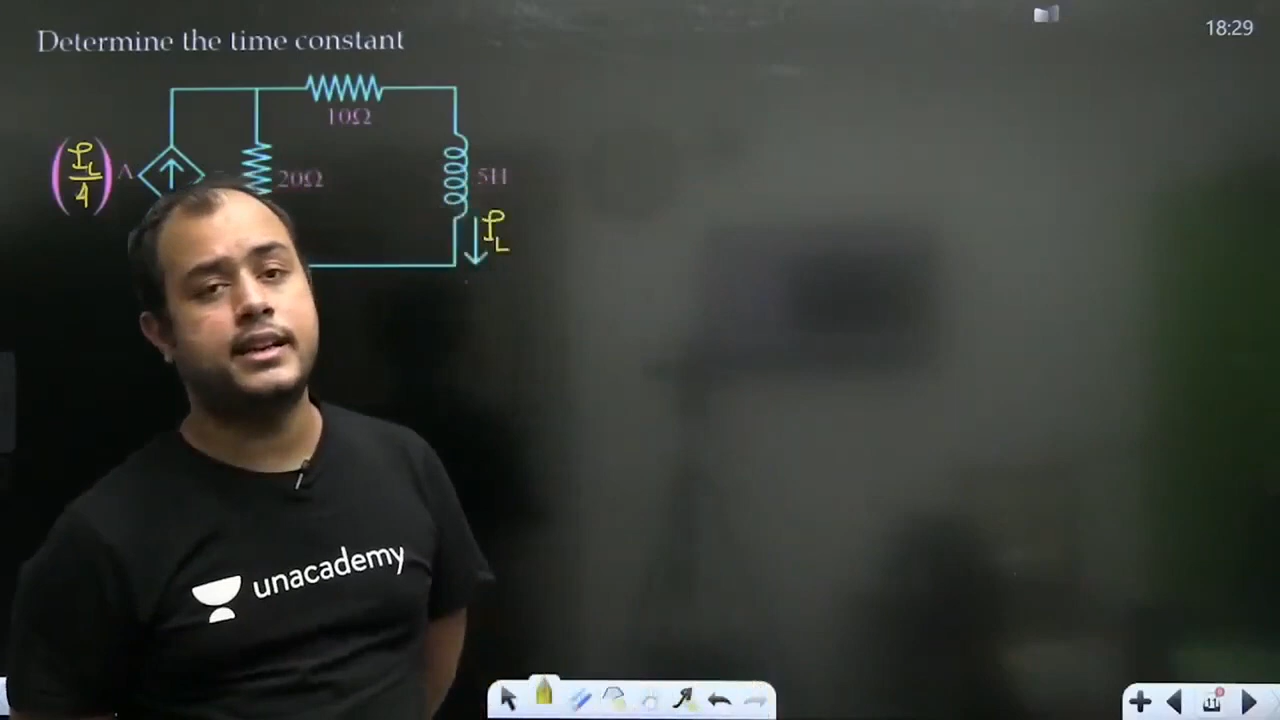 18:29
Determine the time constant
10Ω
(I_L/4) A
20Ω
5H
I_L
unacademy